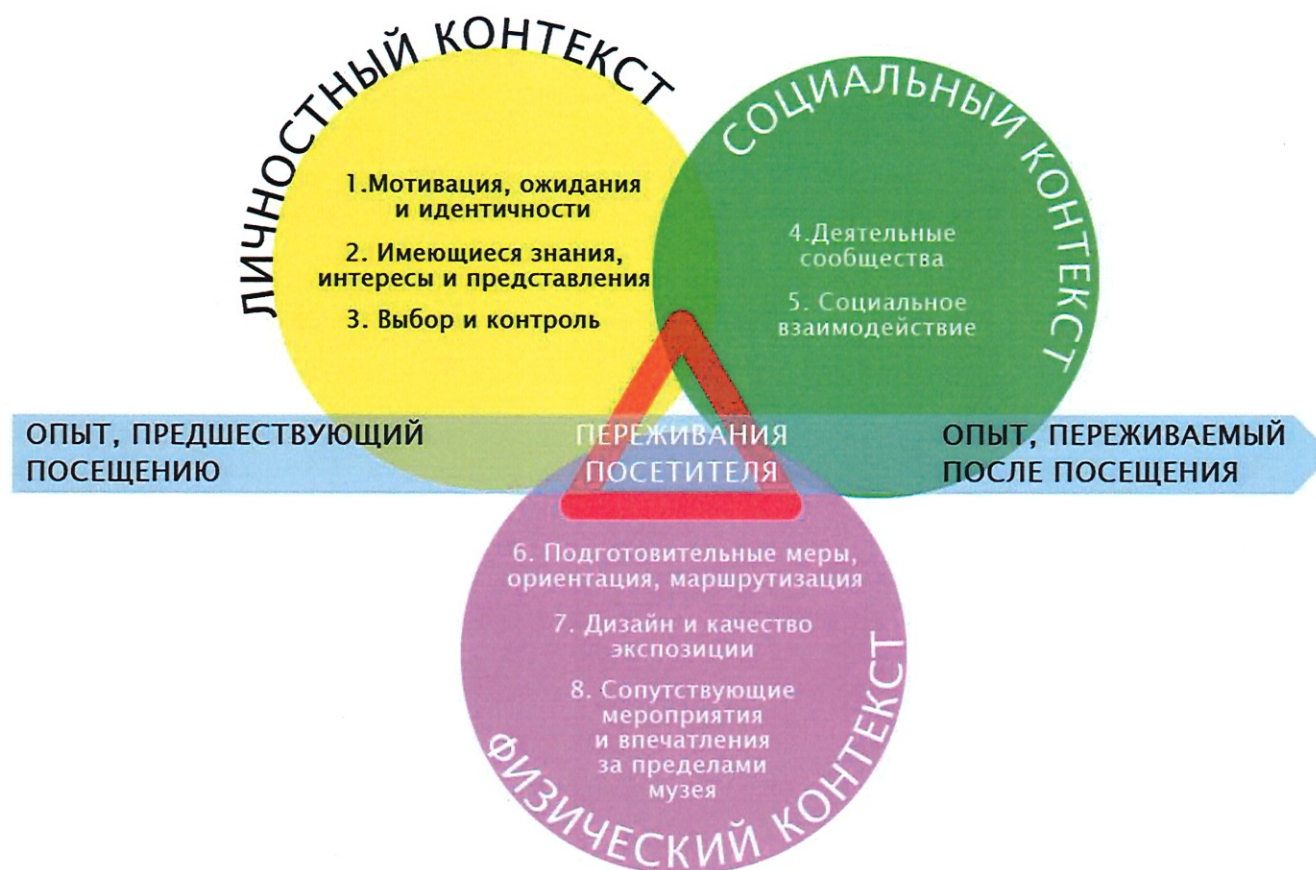 ЛИЧНОСТНЫЙ КОНТЕКСТ
1.Мотивация, ожидания
и идентичности
2. Имеющиеся знания,
интересы и представления
3. Выбор и контроль
СОЦИАЛЬНЫЙ КОНТЕКСТ
4.Деятельные
сообщества
5. Социальное
взаимодействие
ОПЫТ, ПРЕДШЕСТВУЮЩИЙ
ПОСЕЩЕНИЮ
ПЕРЕЖИВАНИЯ
ПОСЕТИТЕЛЯ
ОПЫТ, ПЕРЕЖИВАЕМЫЙ
ПОСЛЕ ПОСЕЩЕНИЯ
6. Подготовительные меры,
ориентация, маршрутизация
7. Дизайн и качество
экспозиции
8. Сопутствующие
мероприятия
и впечатления
за пределами
музея
ФИЗИЧЕСКИЙ КОНТЕКСТ